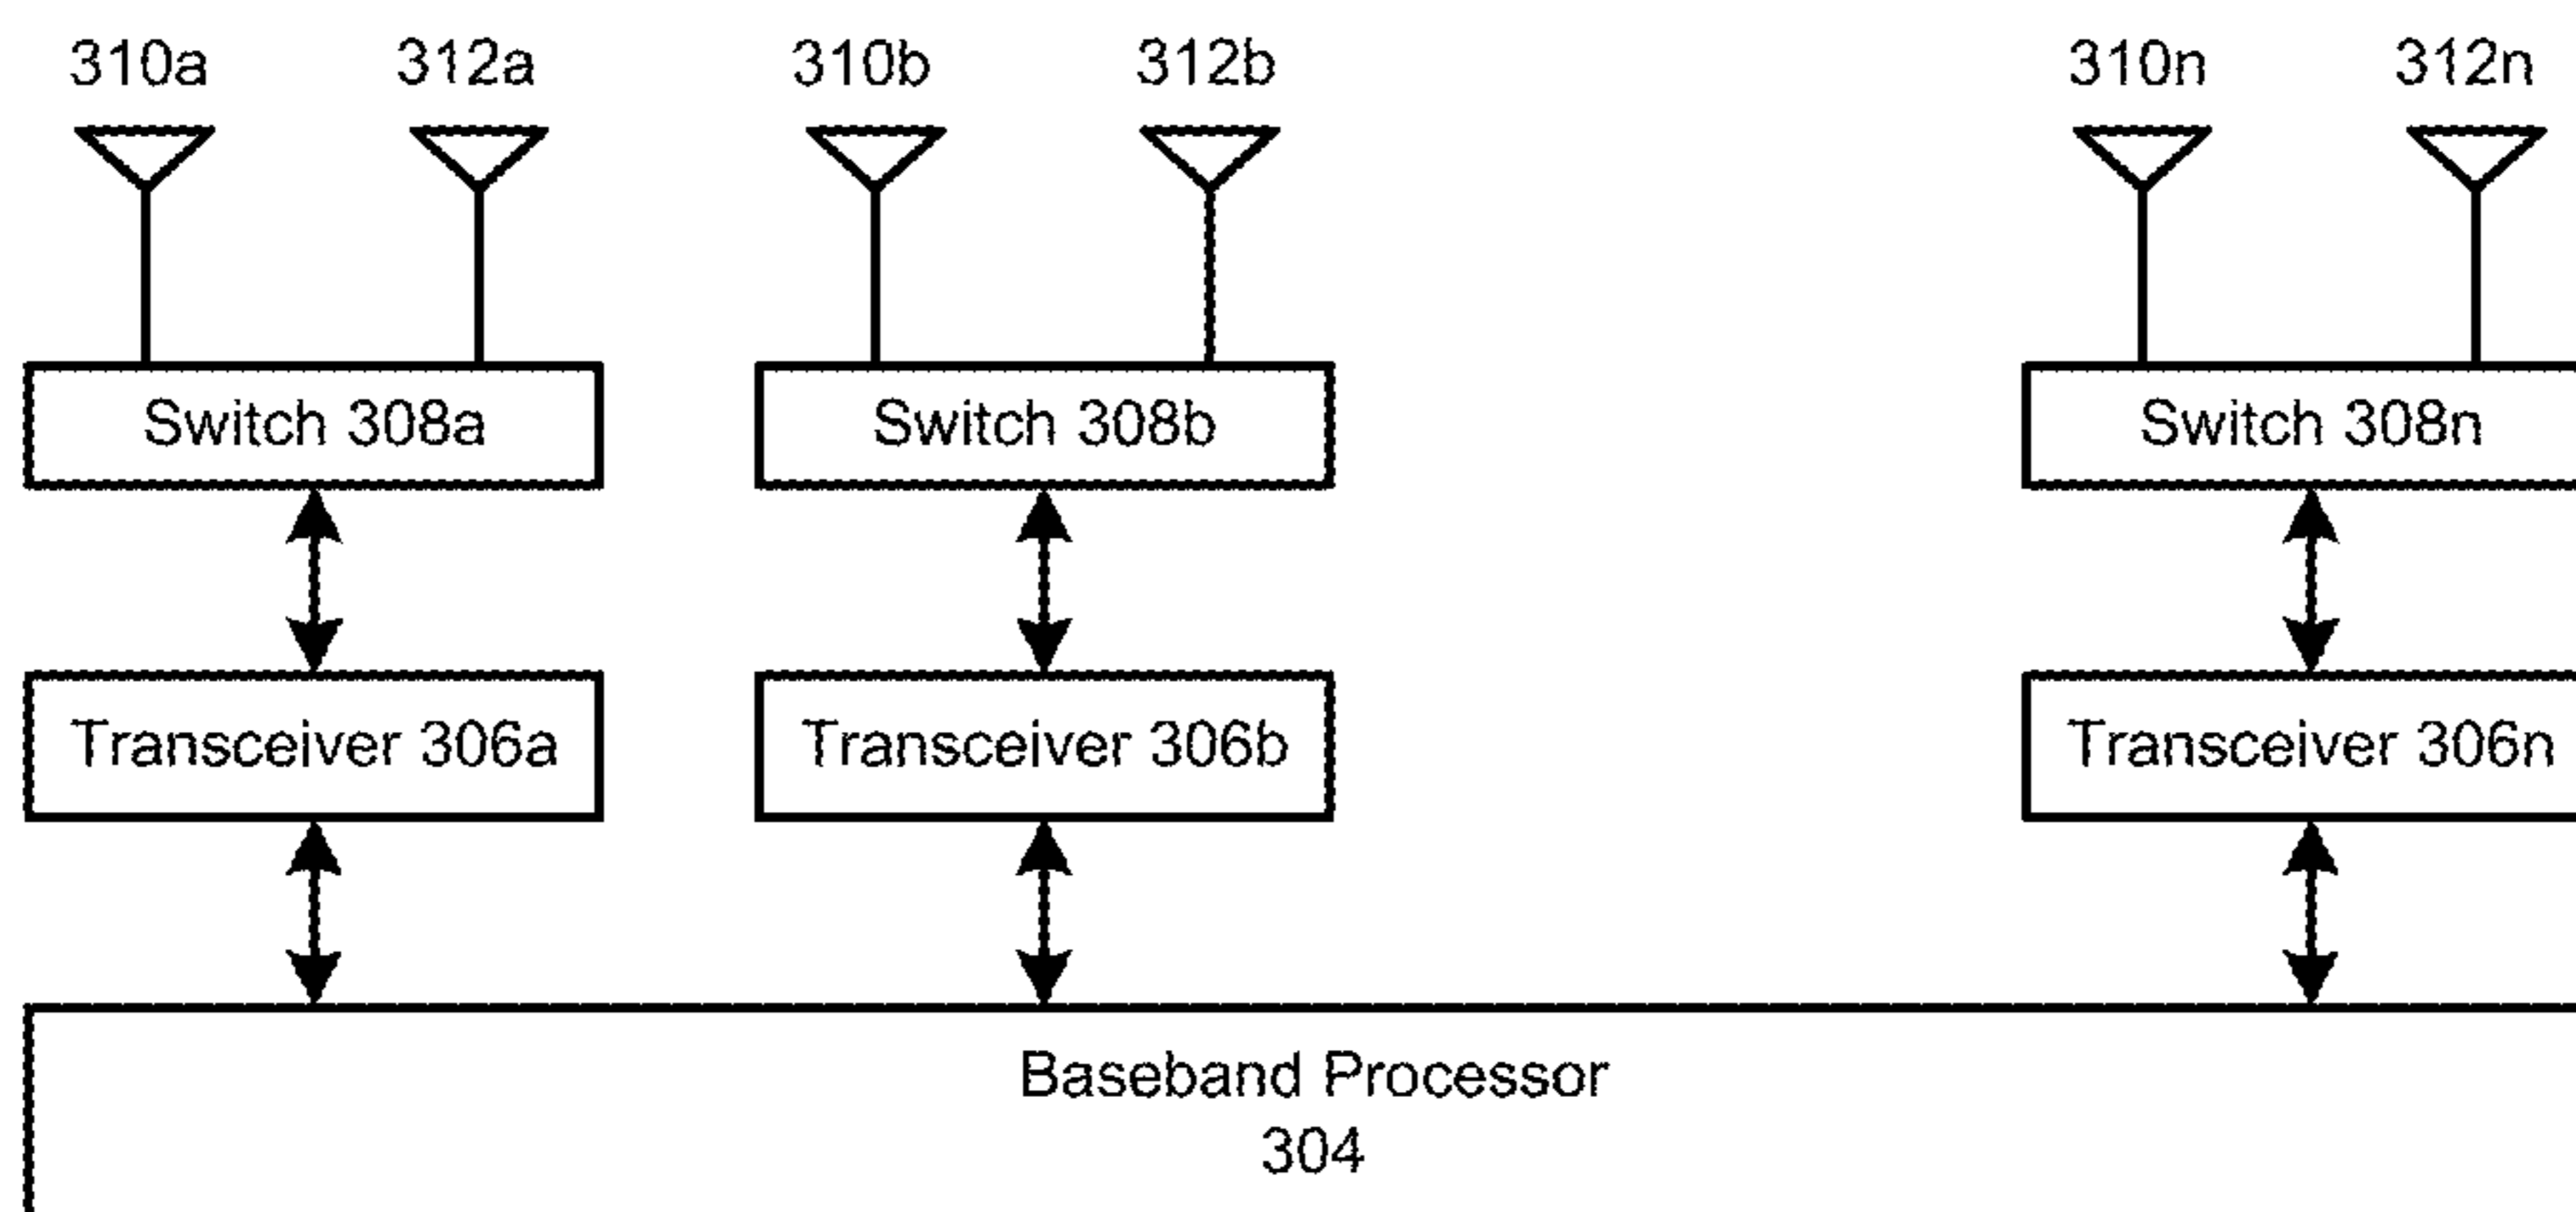 310a 312a 310b 312b 310n 312n
Switch 308a Switch 308b Switch 308n
Transceiver 306a Transceiver 306b Transceiver 306n
Baseband Processor
304